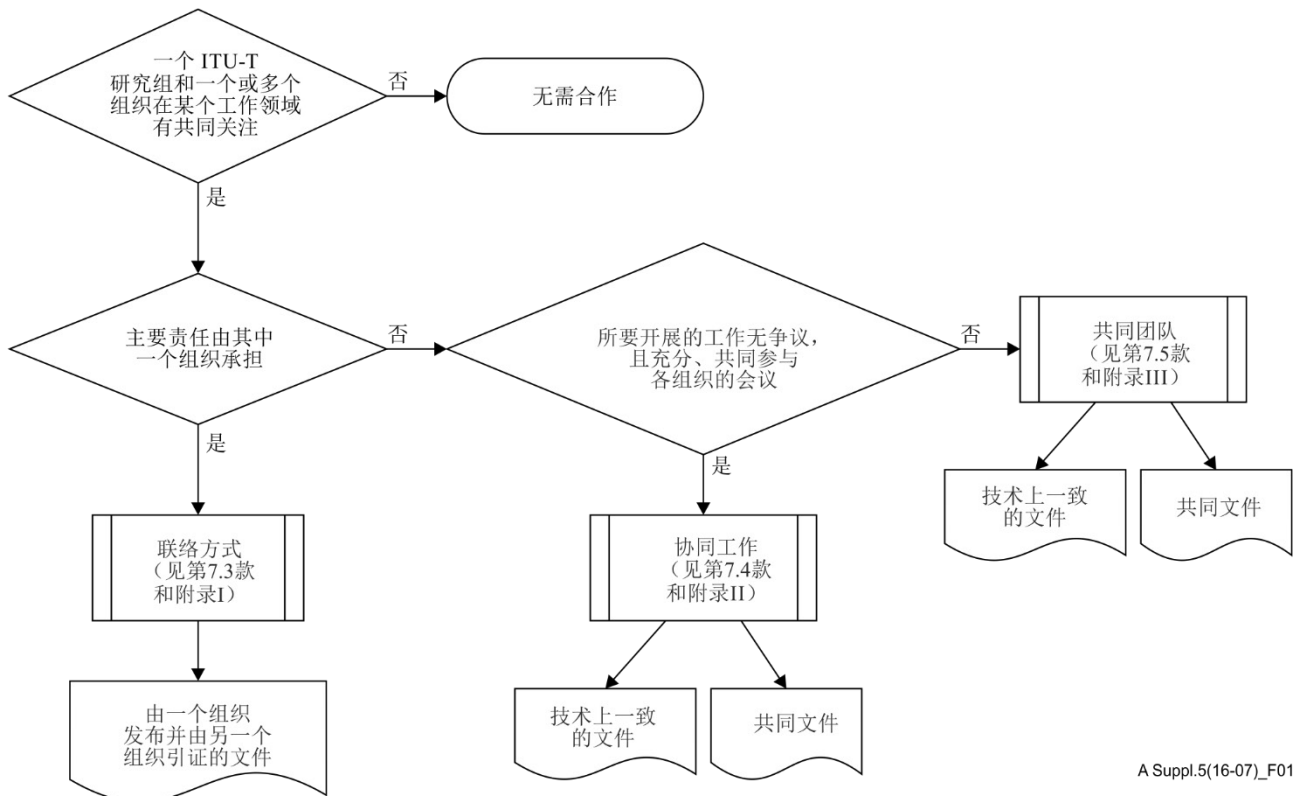 一个 ITU-T
研究组和一个或多个
组织在某个工作领域
有共同关注
否
无需合作
是
主要责任由其中
一个组织承担
否
所要开展的工作无争议，
且充分、共同参与
各组织的会议
否
共同团队
（见第7.5款
和附录III）
是
是
技术上一致
的文件
共同文件
联络方式
（见第7.3款
和附录I）
协同工作
（见第7.4款
和附录II）
由一个组织
发布并由另一个
组织引证的文件
技术上一致
的文件
共同文件
A Suppl.5(16-07)_F01